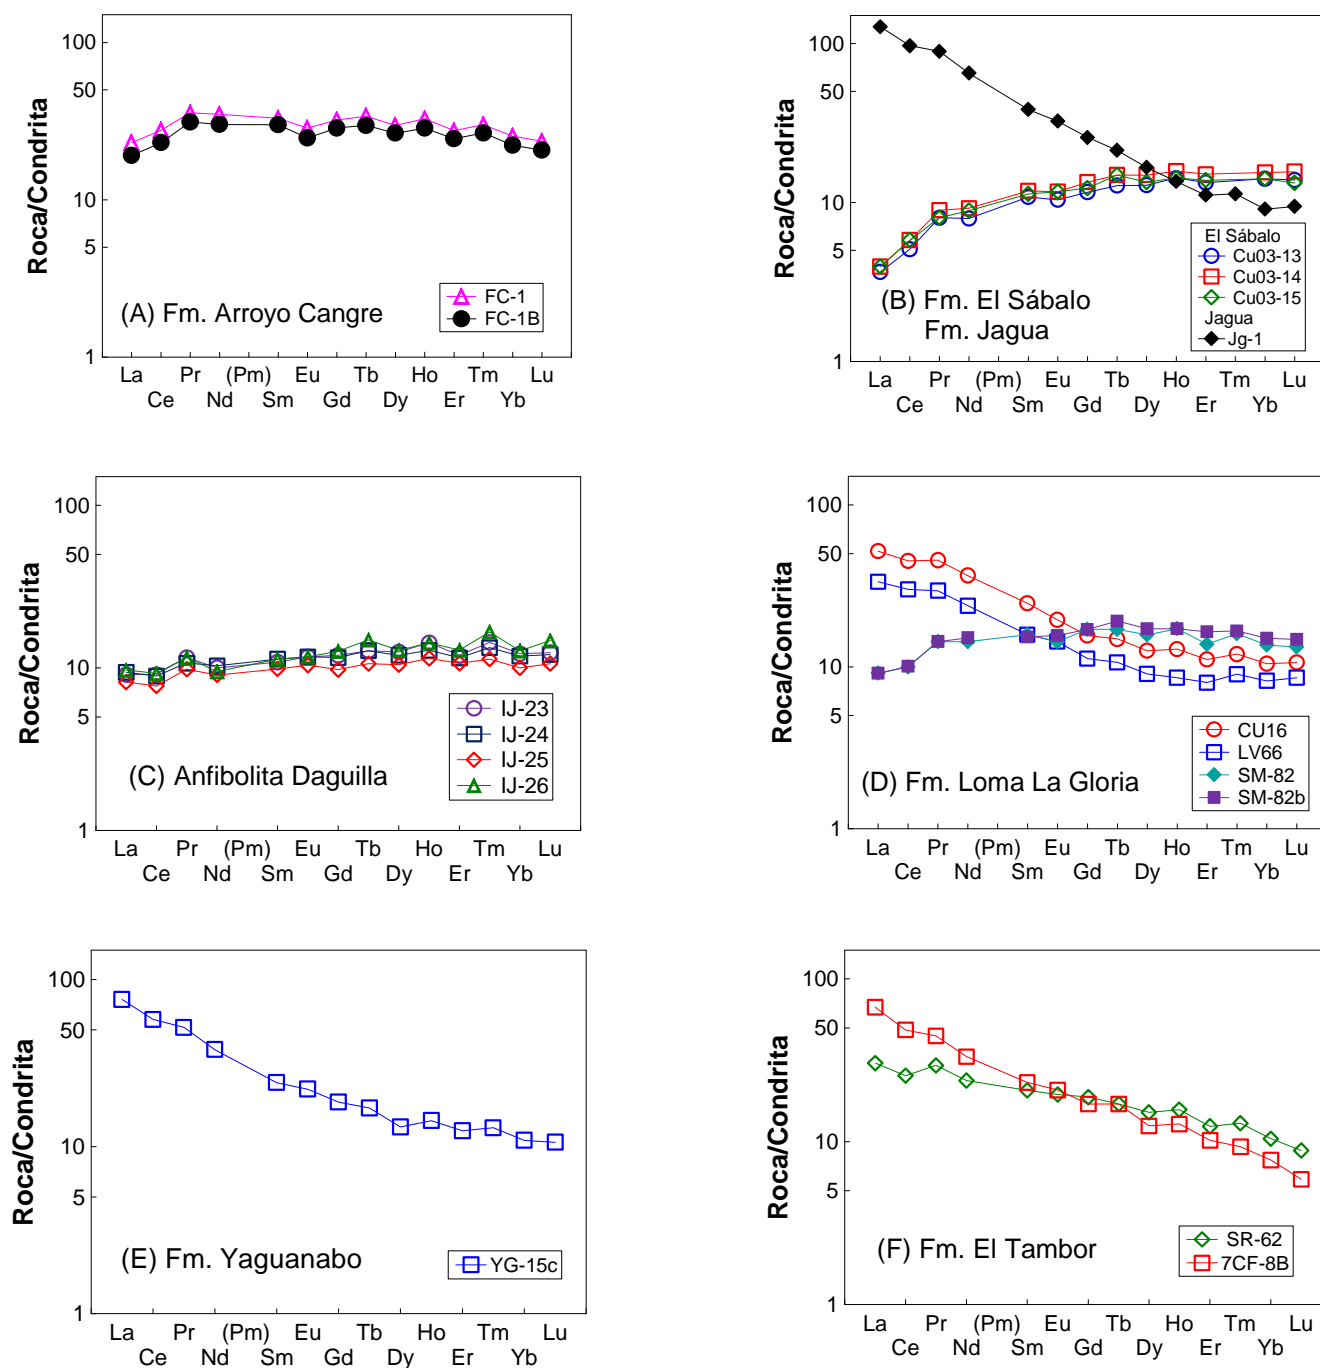 Roca/Condrita
100
50
10
5
1
(A) Fm. Arroyo Cangre
FC-1
FC-1B
La Pr (Pm) Eu Tb Ho Tm Lu
Ce Nd Sm Gd Dy Er Yb
Roca/Condrita
100
50
10
5
1
(B) Fm. El Sábalo
Fm. Jagua
El Sábalo
Cu03-13
Cu03-14
Cu03-15
Jagua
Jg-1
La Pr (Pm) Eu Tb Ho Tm Lu
Ce Nd Sm Gd Dy Er Yb
Roca/Condrita
100
50
10
5
1
(C) Anfibolita Daguilla
IJ-23
IJ-24
IJ-25
IJ-26
La Pr (Pm) Eu Tb Ho Tm Lu
Ce Nd Sm Gd Dy Er Yb
Roca/Condrita
100
50
10
5
1
(D) Fm. Loma La Gloria
CU16
LV66
SM-82
SM-82b
La Pr (Pm) Eu Tb Ho Tm Lu
Ce Nd Sm Gd Dy Er Yb
Roca/Condrita
100
50
10
5
1
(E) Fm. Yaguanabo
YG-15c
La Pr (Pm) Eu Tb Ho Tm Lu
Ce Nd Sm Gd Dy Er Yb
Roca/Condrita
100
50
10
5
1
(F) Fm. El Tambor
SR-62
7CF-8B
La Pr (Pm) Eu Tb Ho Tm Lu
Ce Nd Sm Gd Dy Er Yb